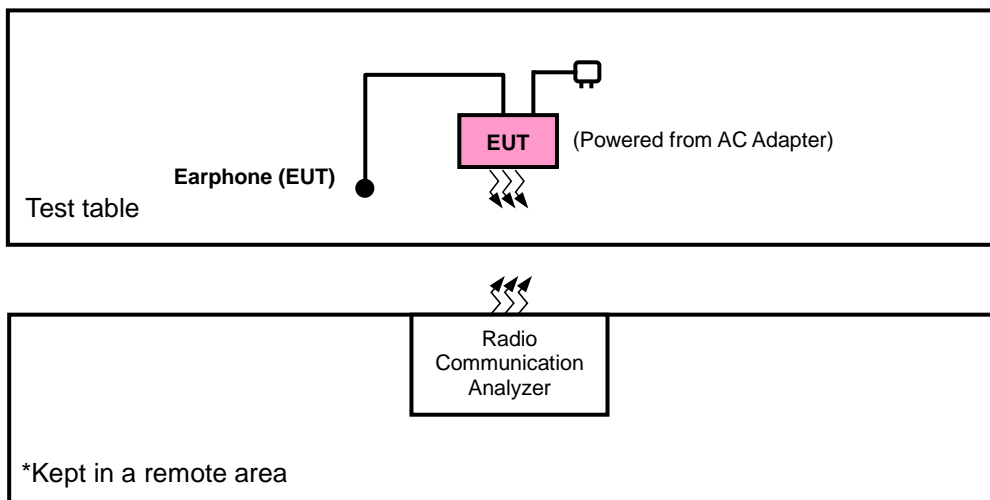 EUT
(Powered from AC Adapter)
Earphone (EUT)
Test table
Radio
Communication
Analyzer
*Kept in a remote area